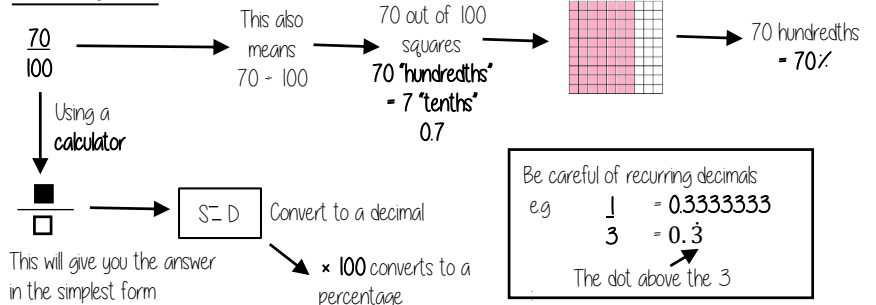 70
100
This also
means
70 ÷ 100
70 out of 100
squares
70 "hundredths"
= 7 "tenths"
0.7
70 hundredths
= 70%
Using a
calculator
S⇔D
Convert to a decimal
× 100 converts to a
percentage
This will give you the answer
in the simplest form
Be careful of recurring decimals
e.g 1 = 0.3333333
3 = 0.3̇
The dot above the 3